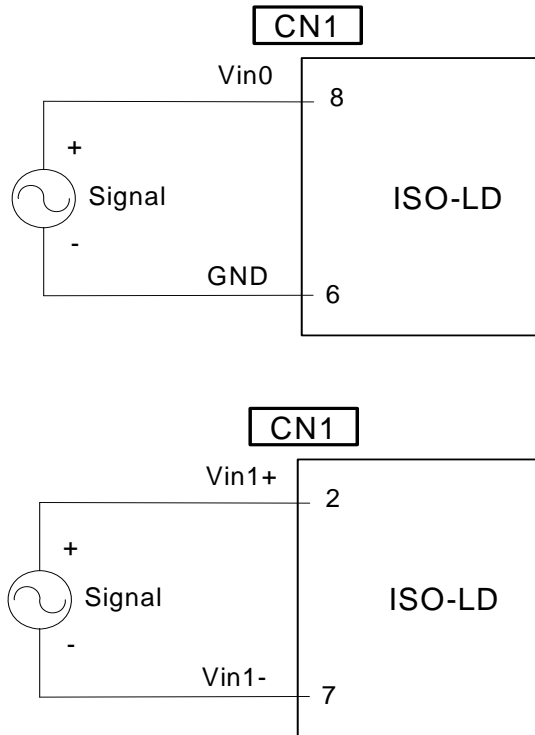 CN1
Vin0
8
+
Signal
ISO-LD
-
GND
6
CN1
Vin1+
2
+
Signal
ISO-LD
-
Vin1-
7